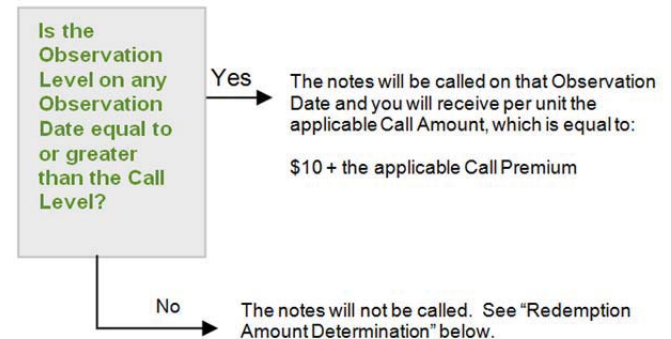 Is the
Observation
Level on any
Observation
Date equal to
or greater
than the Call
Level?
Yes
The notes will be called on that Observation
Date and you will receive per unit the
applicable Call Amount, which is equal to:
$10 + the applicable Call Premium
No
The notes will not be called. See “Redemption
Amount Determination” below.